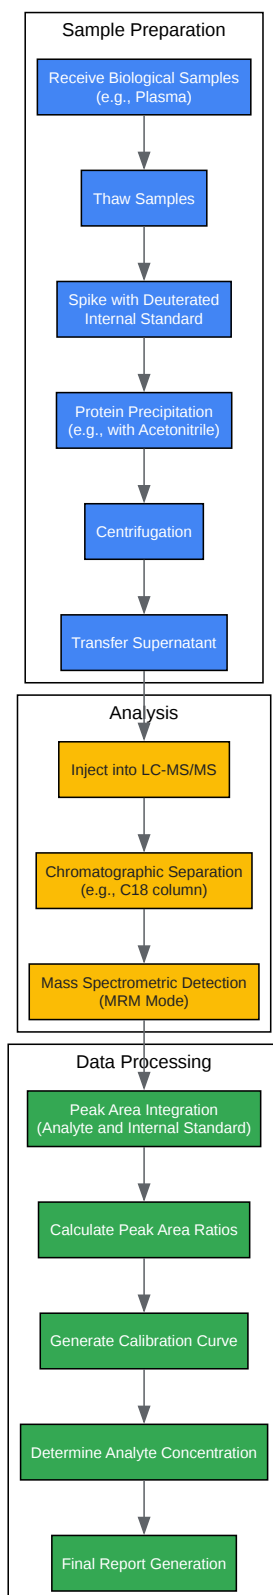 Sample Preparation
Receive Biological Samples
(e.g., Plasma)
Thaw Samples
Spike with Deuterated
Internal Standard
Protein Precipitation
(e.g., with Acetonitrile)
Centrifugation
Transfer Supernatant
Analysis
Inject into LC-MS/MS
Chromatographic Separation
(e.g., C18 column)
Mass Spectrometric Detection
(MRM Mode)
Data Processing
Peak Area Integration
(Analyte and Internal Standard)
Calculate Peak Area Ratios
Generate Calibration Curve
Determine Analyte Concentration
Final Report Generation